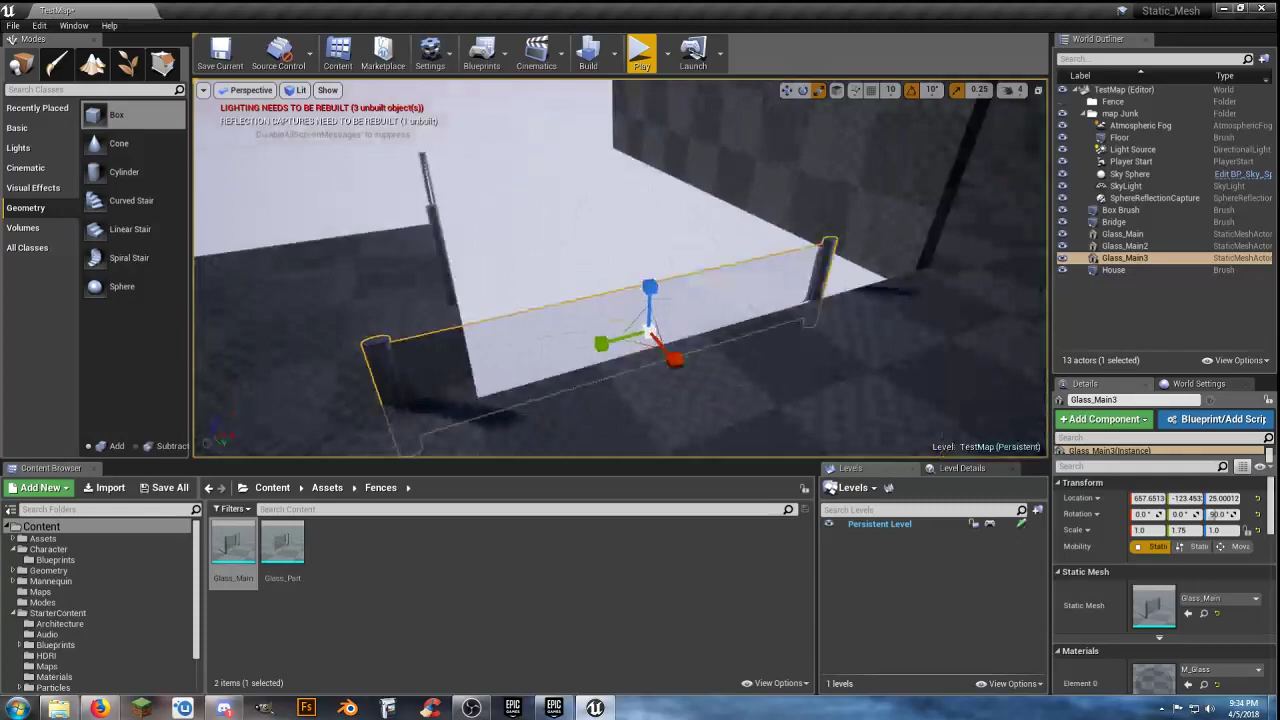 TestMap*
Static_Mesh
File Edit Window Help
Modes
Search Classes
Recently Placed
Basic
Lights
Cinematic
Visual Effects
Geometry
Volumes
All Classes
Box
Cone
Cylinder
Curved Stair
Linear Stair
Spiral Stair
Sphere
Add Subtract
Save Current Source Control Content Marketplace Settings Blueprints Cinematics Build Play Launch
Perspective Lit Show
10 10° 0.25 4
LIGHTING NEEDS TO BE REBUILT (3 unbuilt object(s))
REFLECTION CAPTURES NEED TO BE REBUILT (1 unbuilt)
'DisableAllScreenMessages' to suppress
Level: TestMap (Persistent)
World Outliner
Search...
Label Type
TestMap (Editor) World
Fence Folder
map Junk Folder
Atmospheric Fog AtmosphericFog
Floor Brush
Light Source DirectionalLight
Player Start PlayerStart
Sky Sphere Edit BP_Sky_Sp
SkyLight SkyLight
SphereReflectionCapture SphereReflection
Box Brush Brush
Bridge Brush
Glass_Main StaticMeshActor
Glass_Main2 StaticMeshActor
Glass_Main3 StaticMeshActor
House Brush
13 actors (1 selected) View Options
Details World Settings
Glass_Main3
Add Component Blueprint/Add Scrip
Search
Glass_Main3(Instance)
Search
Transform
Location 657.6513 -123.453 25.00012
Rotation 0.0 ° 0.0 ° 90.0 °
Scale 1.0 1.75 1.0
Mobility Static Statio Mova
Static Mesh
Static Mesh Glass_Main
Materials
Element 0 M_Glass
Content Browser
Add New Import Save All Content Assets Fences
Search Folders
Filters Search Content
Content
Assets
Character
Blueprints
Geometry
Mannequin
Maps
Modes
StarterContent
Architecture
Audio
Blueprints
HDRI
Maps
Materials
Particles
Glass_Main Glass_Part
2 items (1 selected) View Options
Levels Level Details
Levels
Search Levels
Persistent Level
1 levels View Options
9:34 PM
4/5/2018